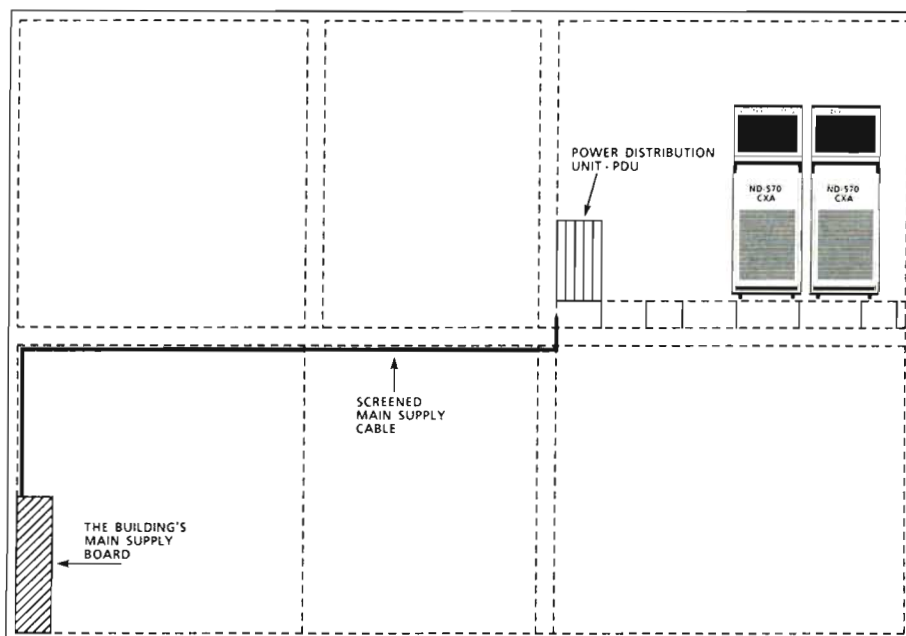 POWER DISTRIBUTION
UNIT - PDU
ND-570
CXA
ND-570
CXA
SCREENED
MAIN SUPPLY
CABLE
THE BUILDING'S
MAIN SUPPLY
BOARD